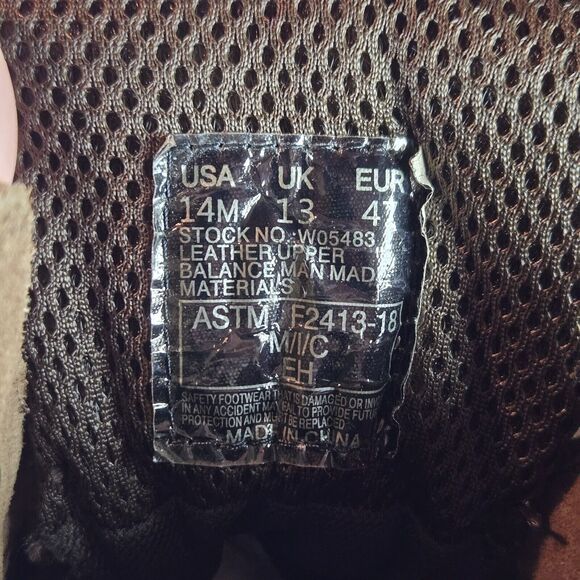 USA UK EUR
14M 13 47
STOCK NO. W05483
LEATHER UPPER
BALANCE MAN MADE
MATERIALS
ASTM F2413-18
M/I/C
EH
SAFETY FOOTWEAR THAT IS DAMAGED OR
IN ANY ACCIDENT MAY FAIL TO PROVIDE FUTURE
PROTECTION AND MUST BE REPLACED
MADE IN CHINA